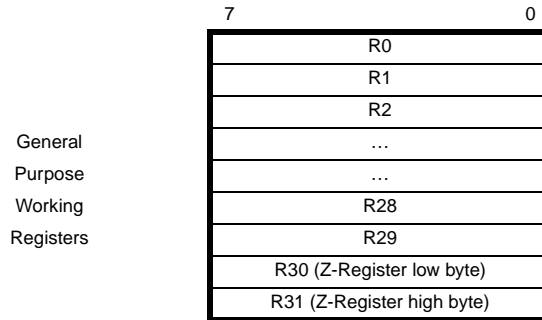 7 0
R0
R1
R2
General …
Purpose …
Working R28
Registers R29
R30 (Z-Register low byte)
R31 (Z-Register high byte)